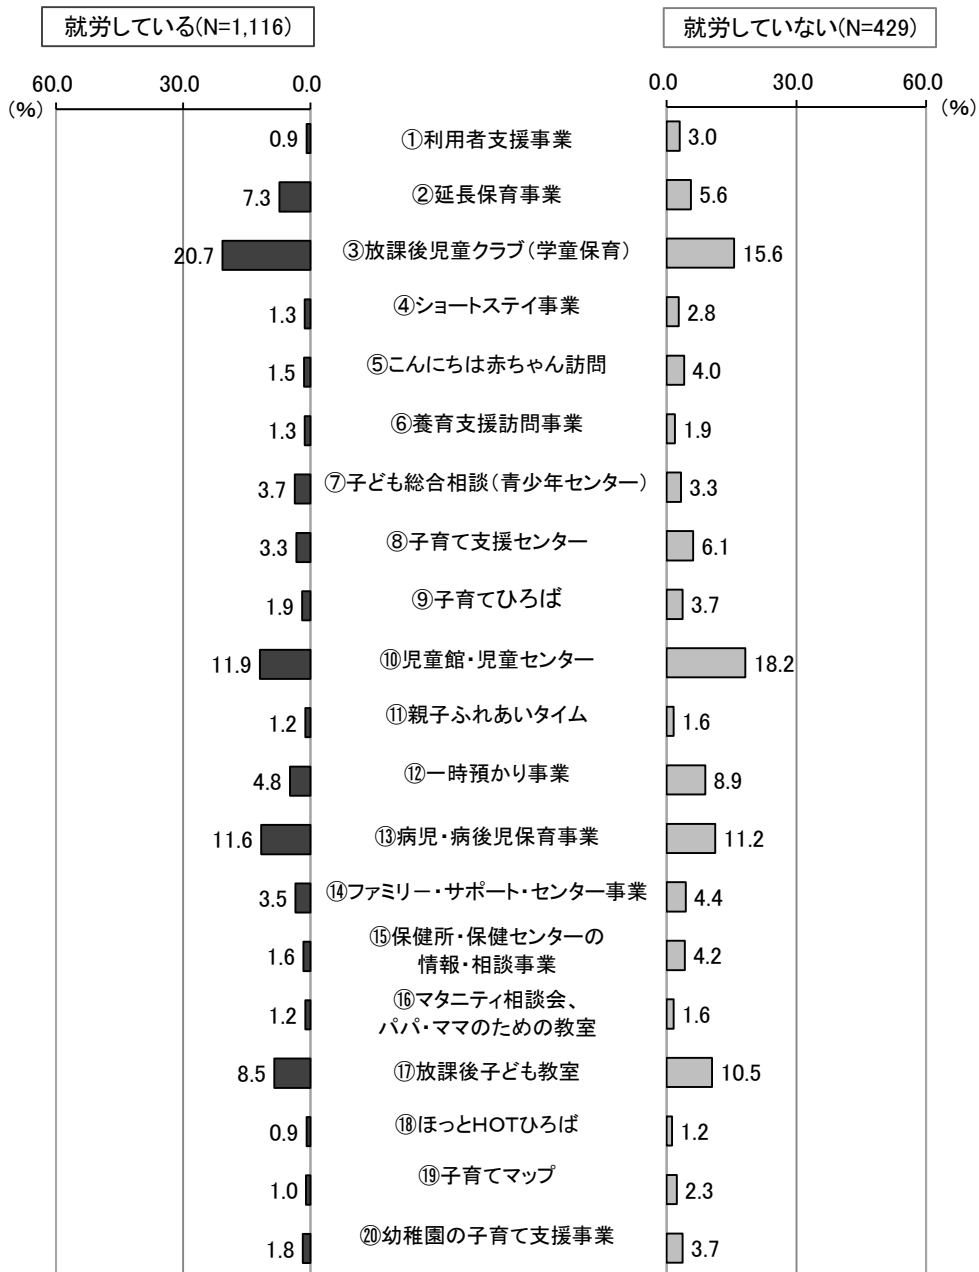 就労している(N=1,116)
就労していない(N=429)
60.0 30.0 0.0
0.0 30.0 60.0
(%)
(%)
0.9 ①利用者支援事業 3.0
7.3 ②延長保育事業 5.6
20.7 ③放課後児童クラブ(学童保育) 15.6
1.3 ④ショートステイ事業 2.8
1.5 ⑤こんにちは赤ちゃん訪問 4.0
1.3 ⑥養育支援訪問事業 1.9
3.7 ⑦子ども総合相談(青少年センター) 3.3
3.3 ⑧子育て支援センター 6.1
1.9 ⑨子育てひろば 3.7
11.9 ⑩児童館・児童センター 18.2
1.2 ⑪親子ふれあいタイム 1.6
4.8 ⑫一時預かり事業 8.9
11.6 ⑬病児・病後児保育事業 11.2
3.5 ⑭ファミリー・サポート・センター事業 4.4
1.6 ⑮保健所・保健センターの 4.2
情報・相談事業
1.2 ⑯マタニティ相談会、 1.6
パパ・ママのための教室
8.5 ⑰放課後子ども教室 10.5
0.9 ⑱ほっとHOTひろば 1.2
1.0 ⑲子育てマップ 2.3
1.8 ⑳幼稚園の子育て支援事業 3.7